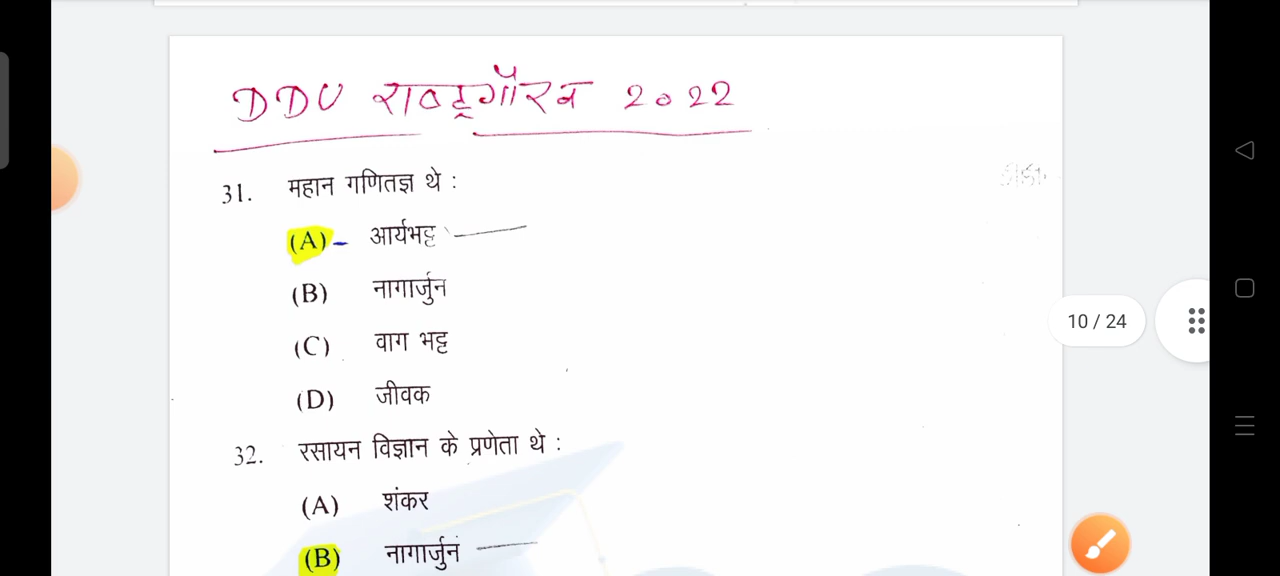 DDU राष्ट्रगौरव 2022
31. महान गणितज्ञ थे :
(A) - आर्यभट्ट
(B) नागार्जुन
(C) वाग भट्ट
(D) जीवक
10 / 24
32. रसायन विज्ञान के प्रणेता थे :
(A) शंकर
(B) नागार्जुन